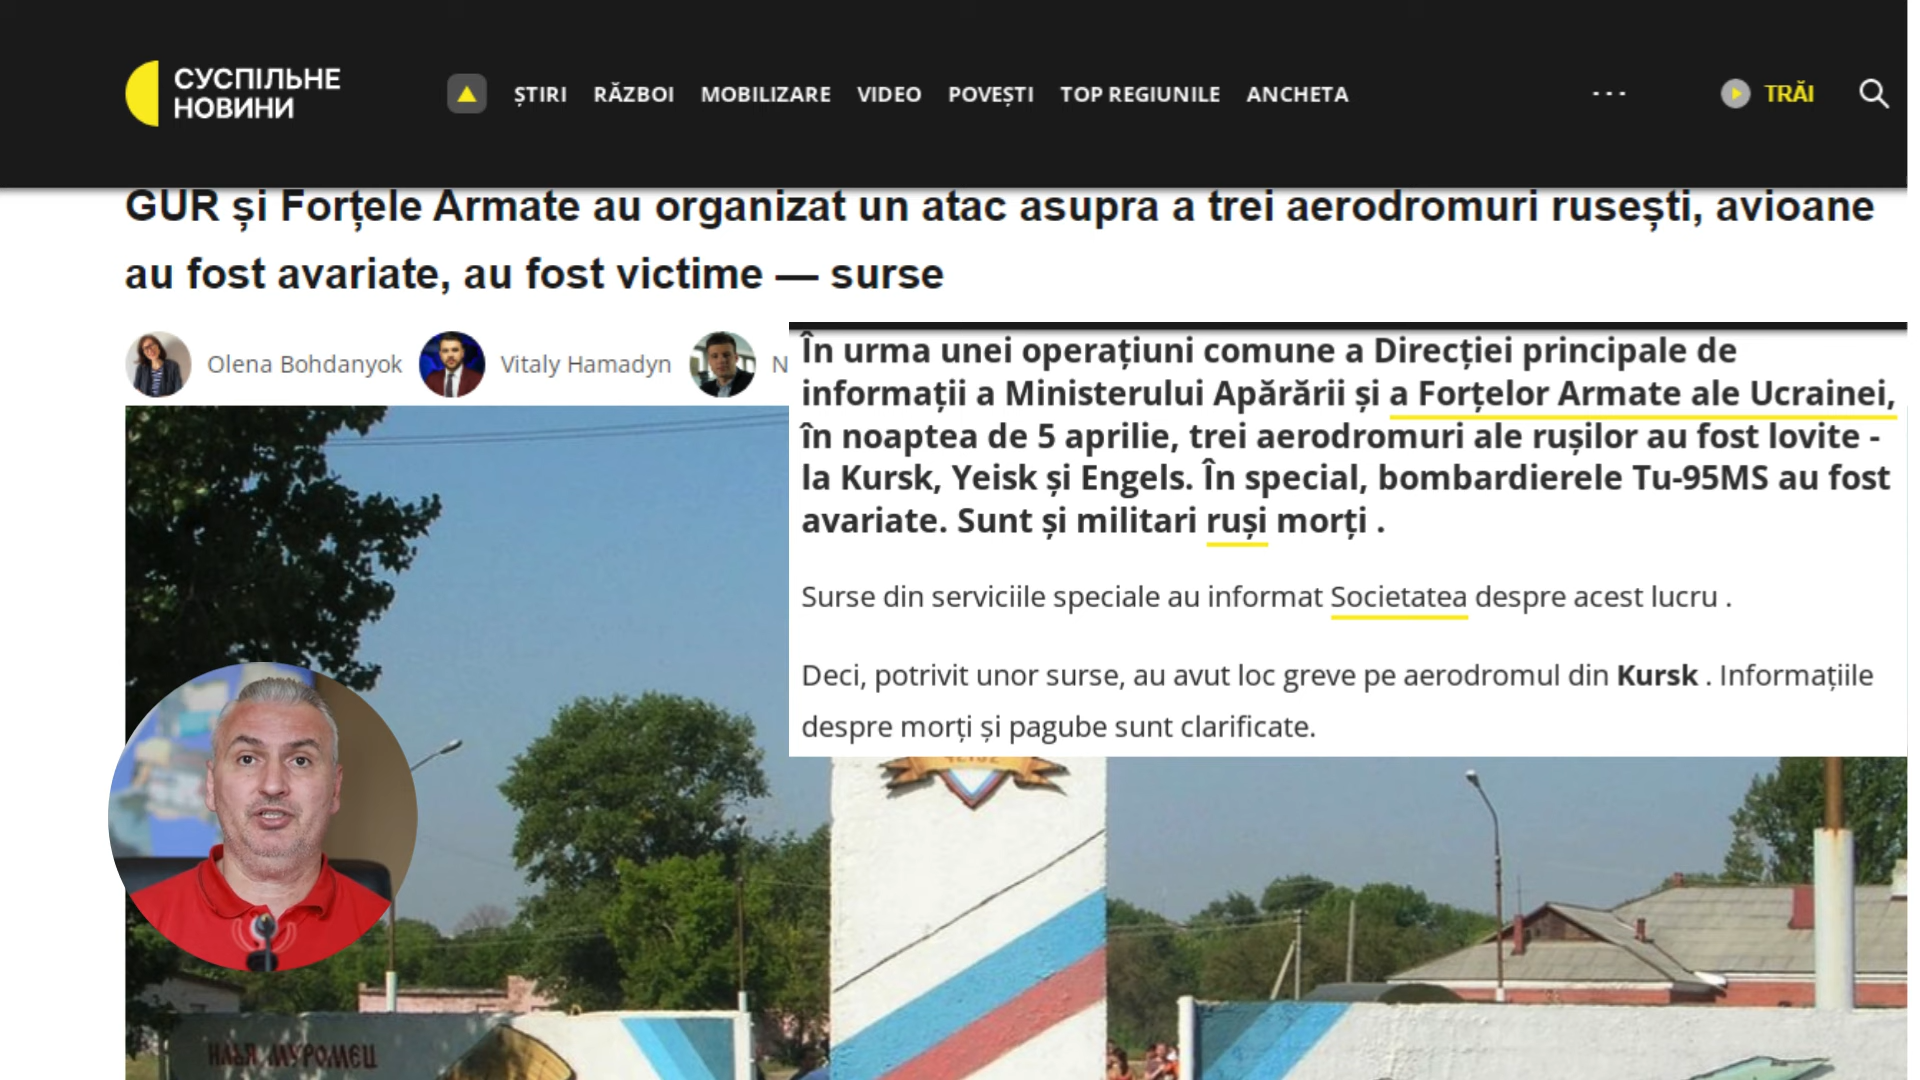 СУСПІЛЬНЕ
НОВИНИ
ȘTIRI RĂZBOI MOBILIZARE VIDEO POVEȘTI TOP REGIUNILE ANCHETA
TRĂI
GUR și Forțele Armate au organizat un atac asupra a trei aerodromuri rusești, avioane
au fost avariate, au fost victime — surse
Olena Bohdanyok Vitaly Hamadyn N
În urma unei operațiuni comune a Direcției principale de
informații a Ministerului Apărării și a Forțelor Armate ale Ucrainei,
în noaptea de 5 aprilie, trei aerodromuri ale rușilor au fost lovite -
la Kursk, Yeisk și Engels. În special, bombardierele Tu-95MS au fost
avariate. Sunt și militari ruși morți .
Surse din serviciile speciale au informat Societatea despre acest lucru .
Deci, potrivit unor surse, au avut loc greve pe aerodromul din Kursk . Informațiile
despre morți și pagube sunt clarificate.
ИЛЬЯ МУРОМЕЦ